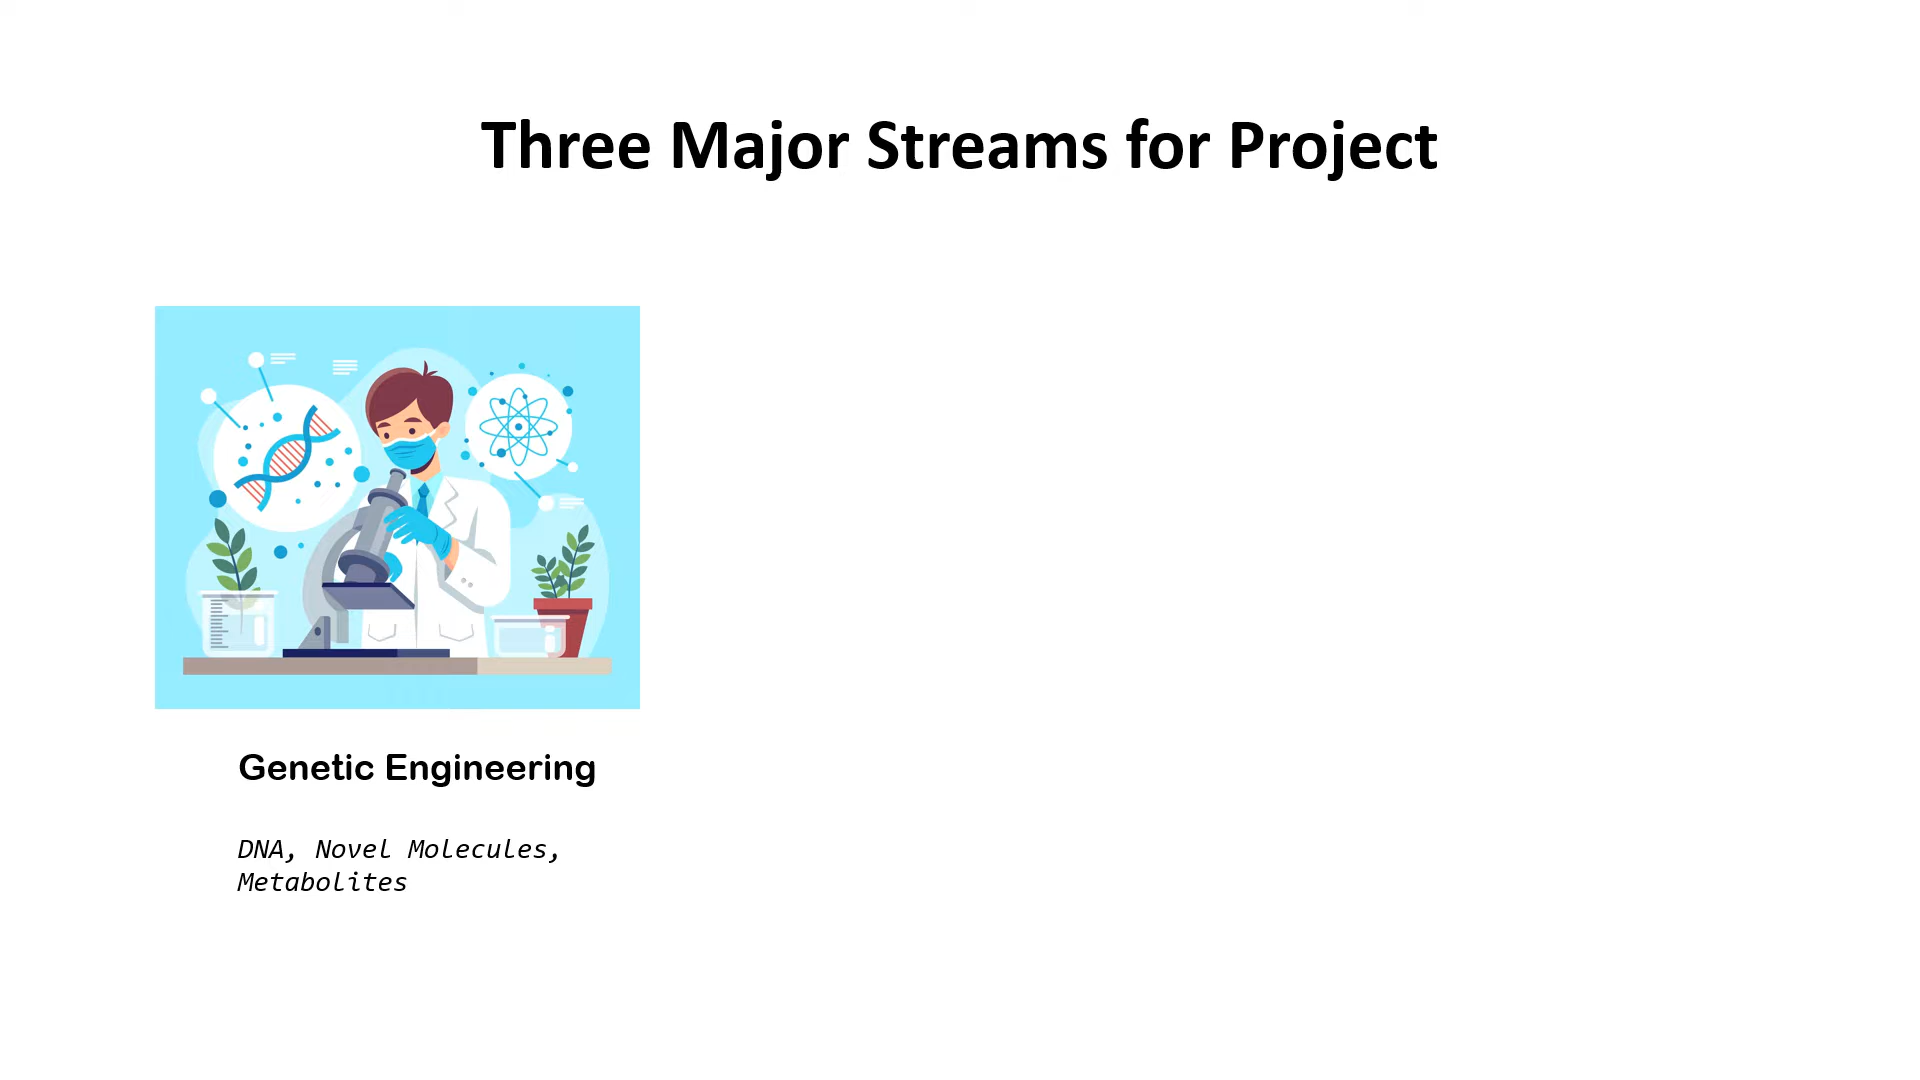 Three Major Streams for Project
Genetic Engineering
DNA, Novel Molecules,
Metabolites